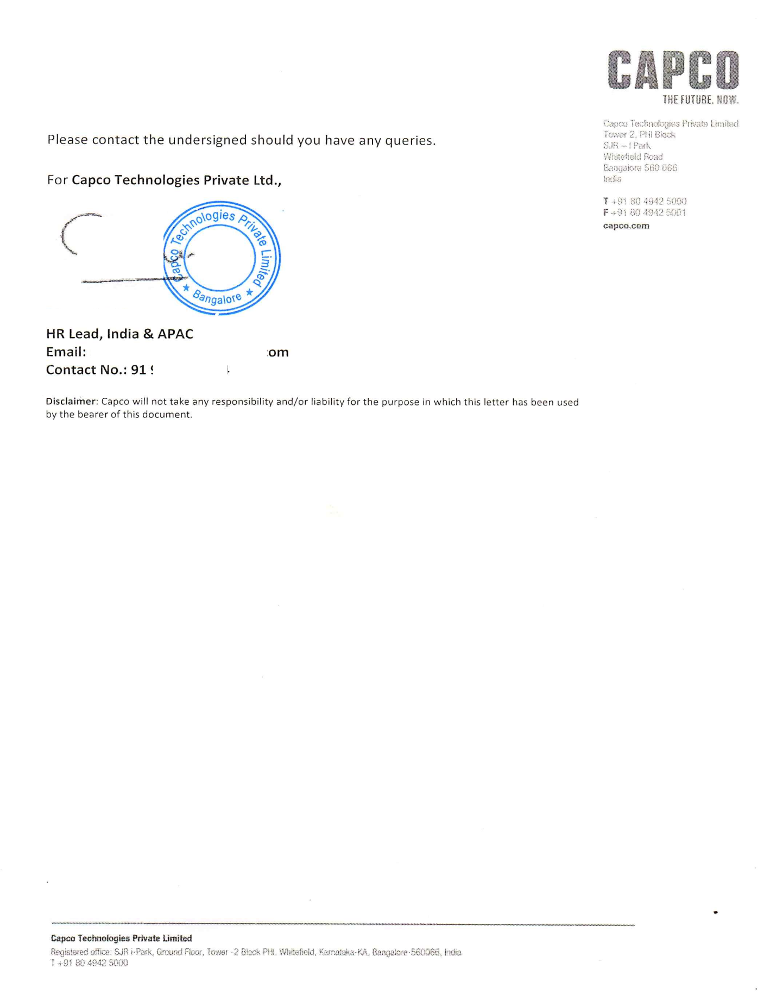 CAPCO
THE FUTURE. NOW.
Capco Technologies Private Limited
Tower 2, PHI Block
SJR – I Park
Whitefield Road
Bangalore 560 066
India
T +91 80 4942 5000
F +91 80 4942 5001
capco.com
Please contact the undersigned should you have any queries.
For Capco Technologies Private Ltd.,
Capco Technologies Private Limited
★ Bangalore ★
HR Lead, India & APAC
Email: om
Contact No.: 91
Disclaimer: Capco will not take any responsibility and/or liability for the purpose in which this letter has been used
by the bearer of this document.
Capco Technologies Private Limited
Registered office: SJR i-Park, Ground Floor, Tower -2 Block PHI, Whitefield, Karnataka-KA, Bangalore-560066, India
T +91 80 4942 5000